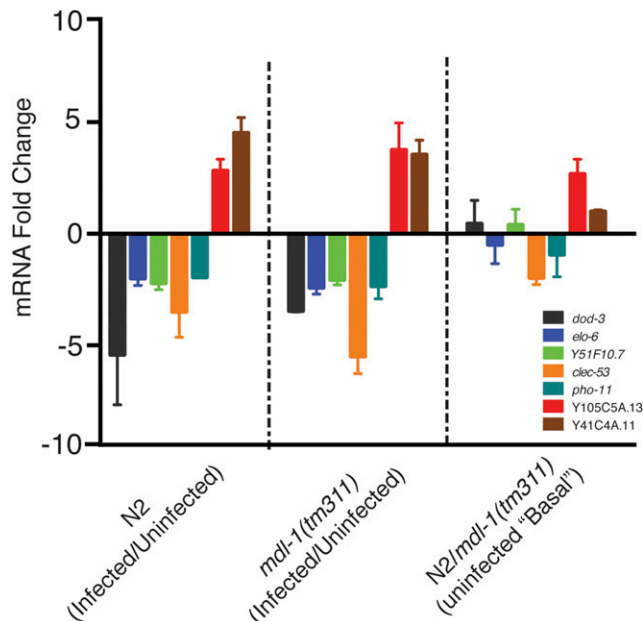 mRNA Fold Change
10
5
0
-5
-10
dod-3
elo-6
Y51F10.7
clec-53
pho-11
Y105C5A.13
Y41C4A.11
N2
(Infected/Uninfected)
mdl-1(tm311)
(Infected/Uninfected)
N2/mdl-1(tm311)
(uninfected “Basal”)